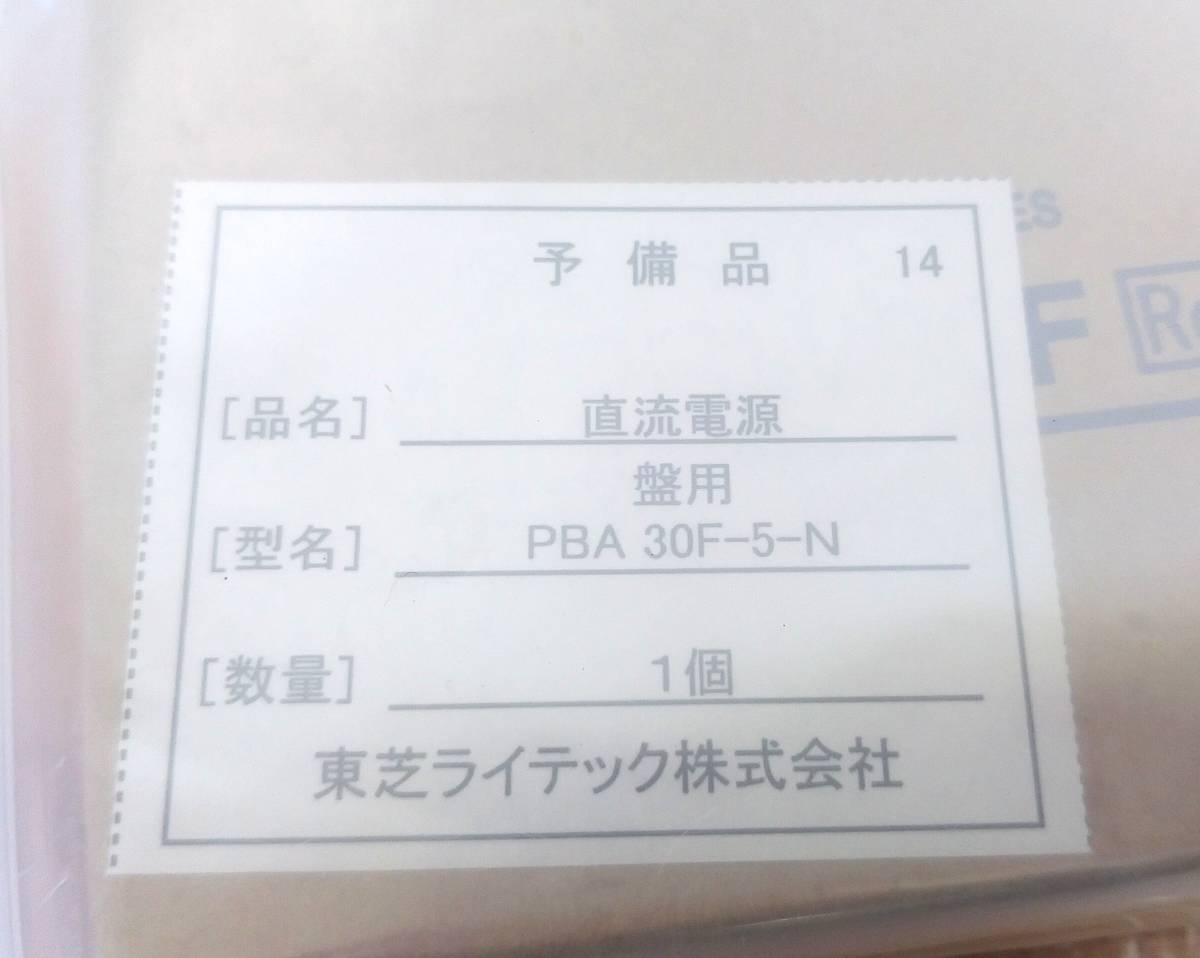 予備品 14
[品名] 直流電源
盤用
[型名] PBA 30F-5-N
[数量] 1個
東芝ライテック株式会社
ES
F